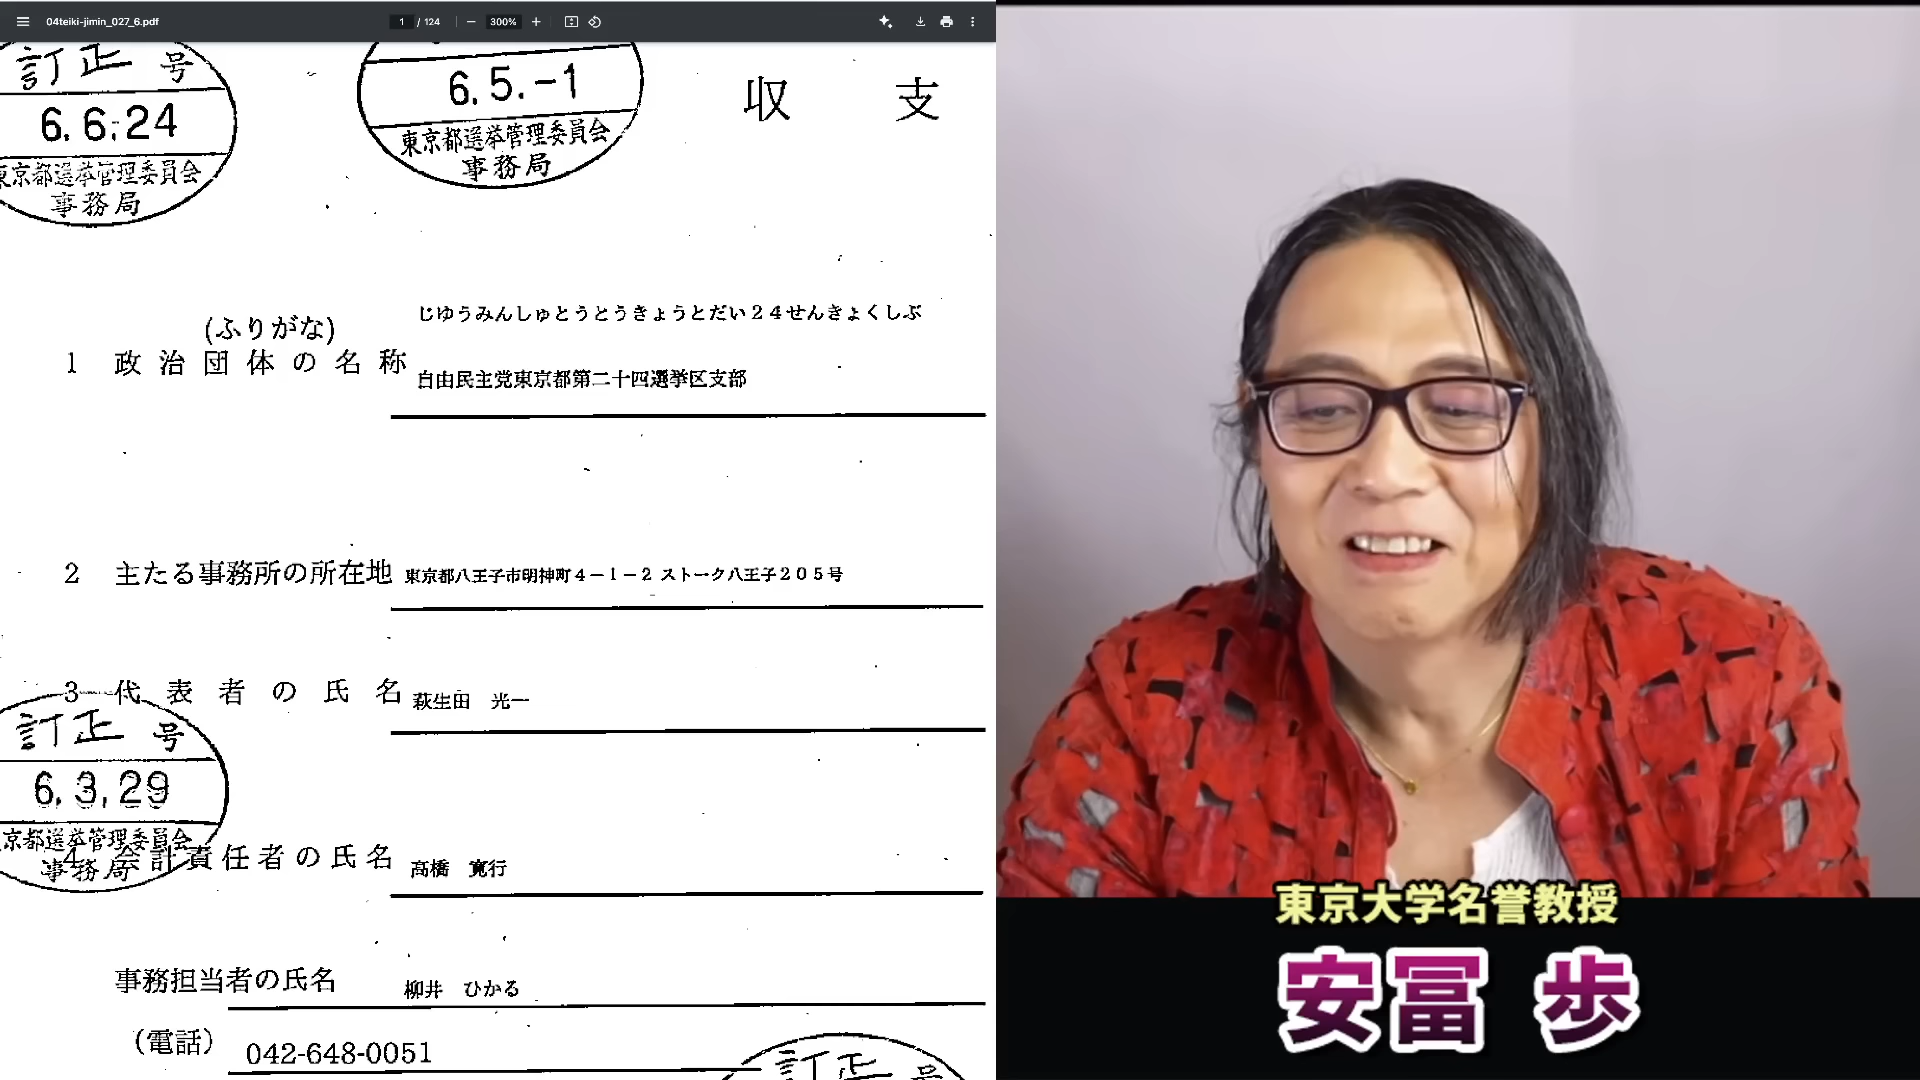 04teiki-jimin_027_6.pdf
1 / 124
300%
訂正 号
6.6.24
東京都選挙管理委員会
事務局
6.5.-1
東京都選挙管理委員会
事務局
収 支
(ふりがな)
じゆうみんしゅとうとうきょうとだい24せんきょくしぶ
1 政治団体の名称
自由民主党東京都第二十四選挙区支部
2 主たる事務所の所在地 東京都八王子市明神町4-1-2 ストーク八王子205号
3 代表者の氏名 萩生田 光一
訂正 号
6.3.29
京都選挙管理委員会
事務局
4 会計責任者の氏名 高橋 寛行
事務担当者の氏名 柳井 ひかる
(電話) 042-648-0051
訂正 号
東京大学名誉教授
安冨 歩